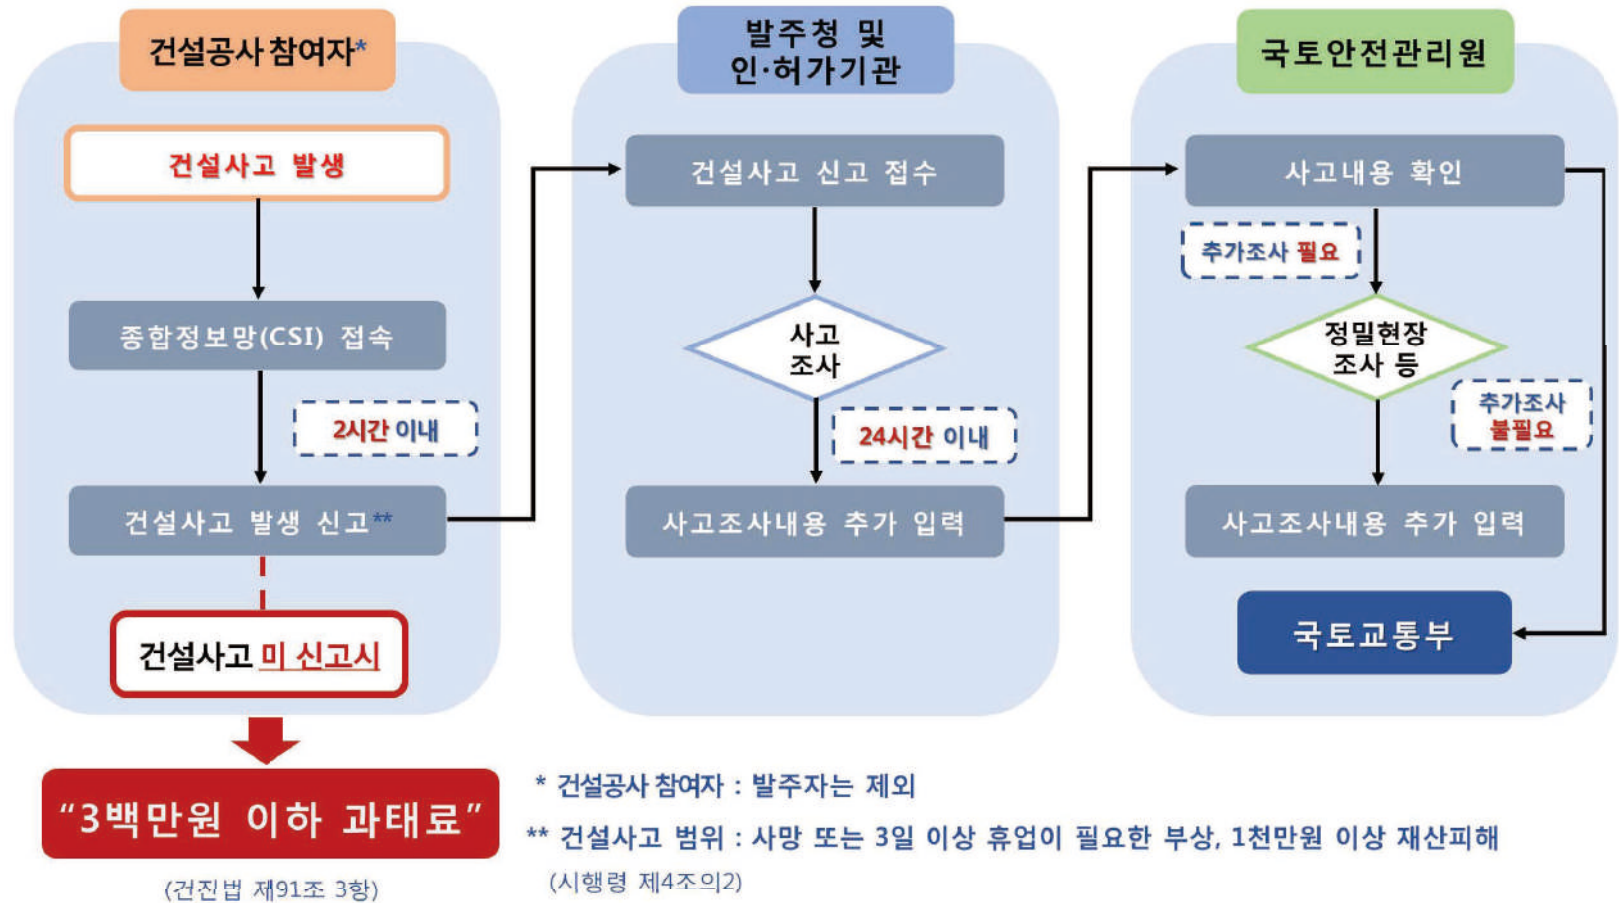 건설공사 참여자*
건설사고 발생
종합정보망(CSI) 접속
2시간 이내
건설사고 발생 신고**
건설사고 미 신고시
“3백만원 이하 과태료”
(건진법 제91조 3항)
발주청 및
인·허가기관
건설사고 신고 접수
사고
조사
24시간 이내
사고조사내용 추가 입력
국토안전관리원
사고내용 확인
추가조사 필요
정밀현장
조사 등
추가조사
불필요
사고조사내용 추가 입력
국토교통부
* 건설공사 참여자 : 발주자는 제외
** 건설사고 범위 : 사망 또는 3일 이상 휴업이 필요한 부상, 1천만원 이상 재산피해
(시행령 제4조의2)